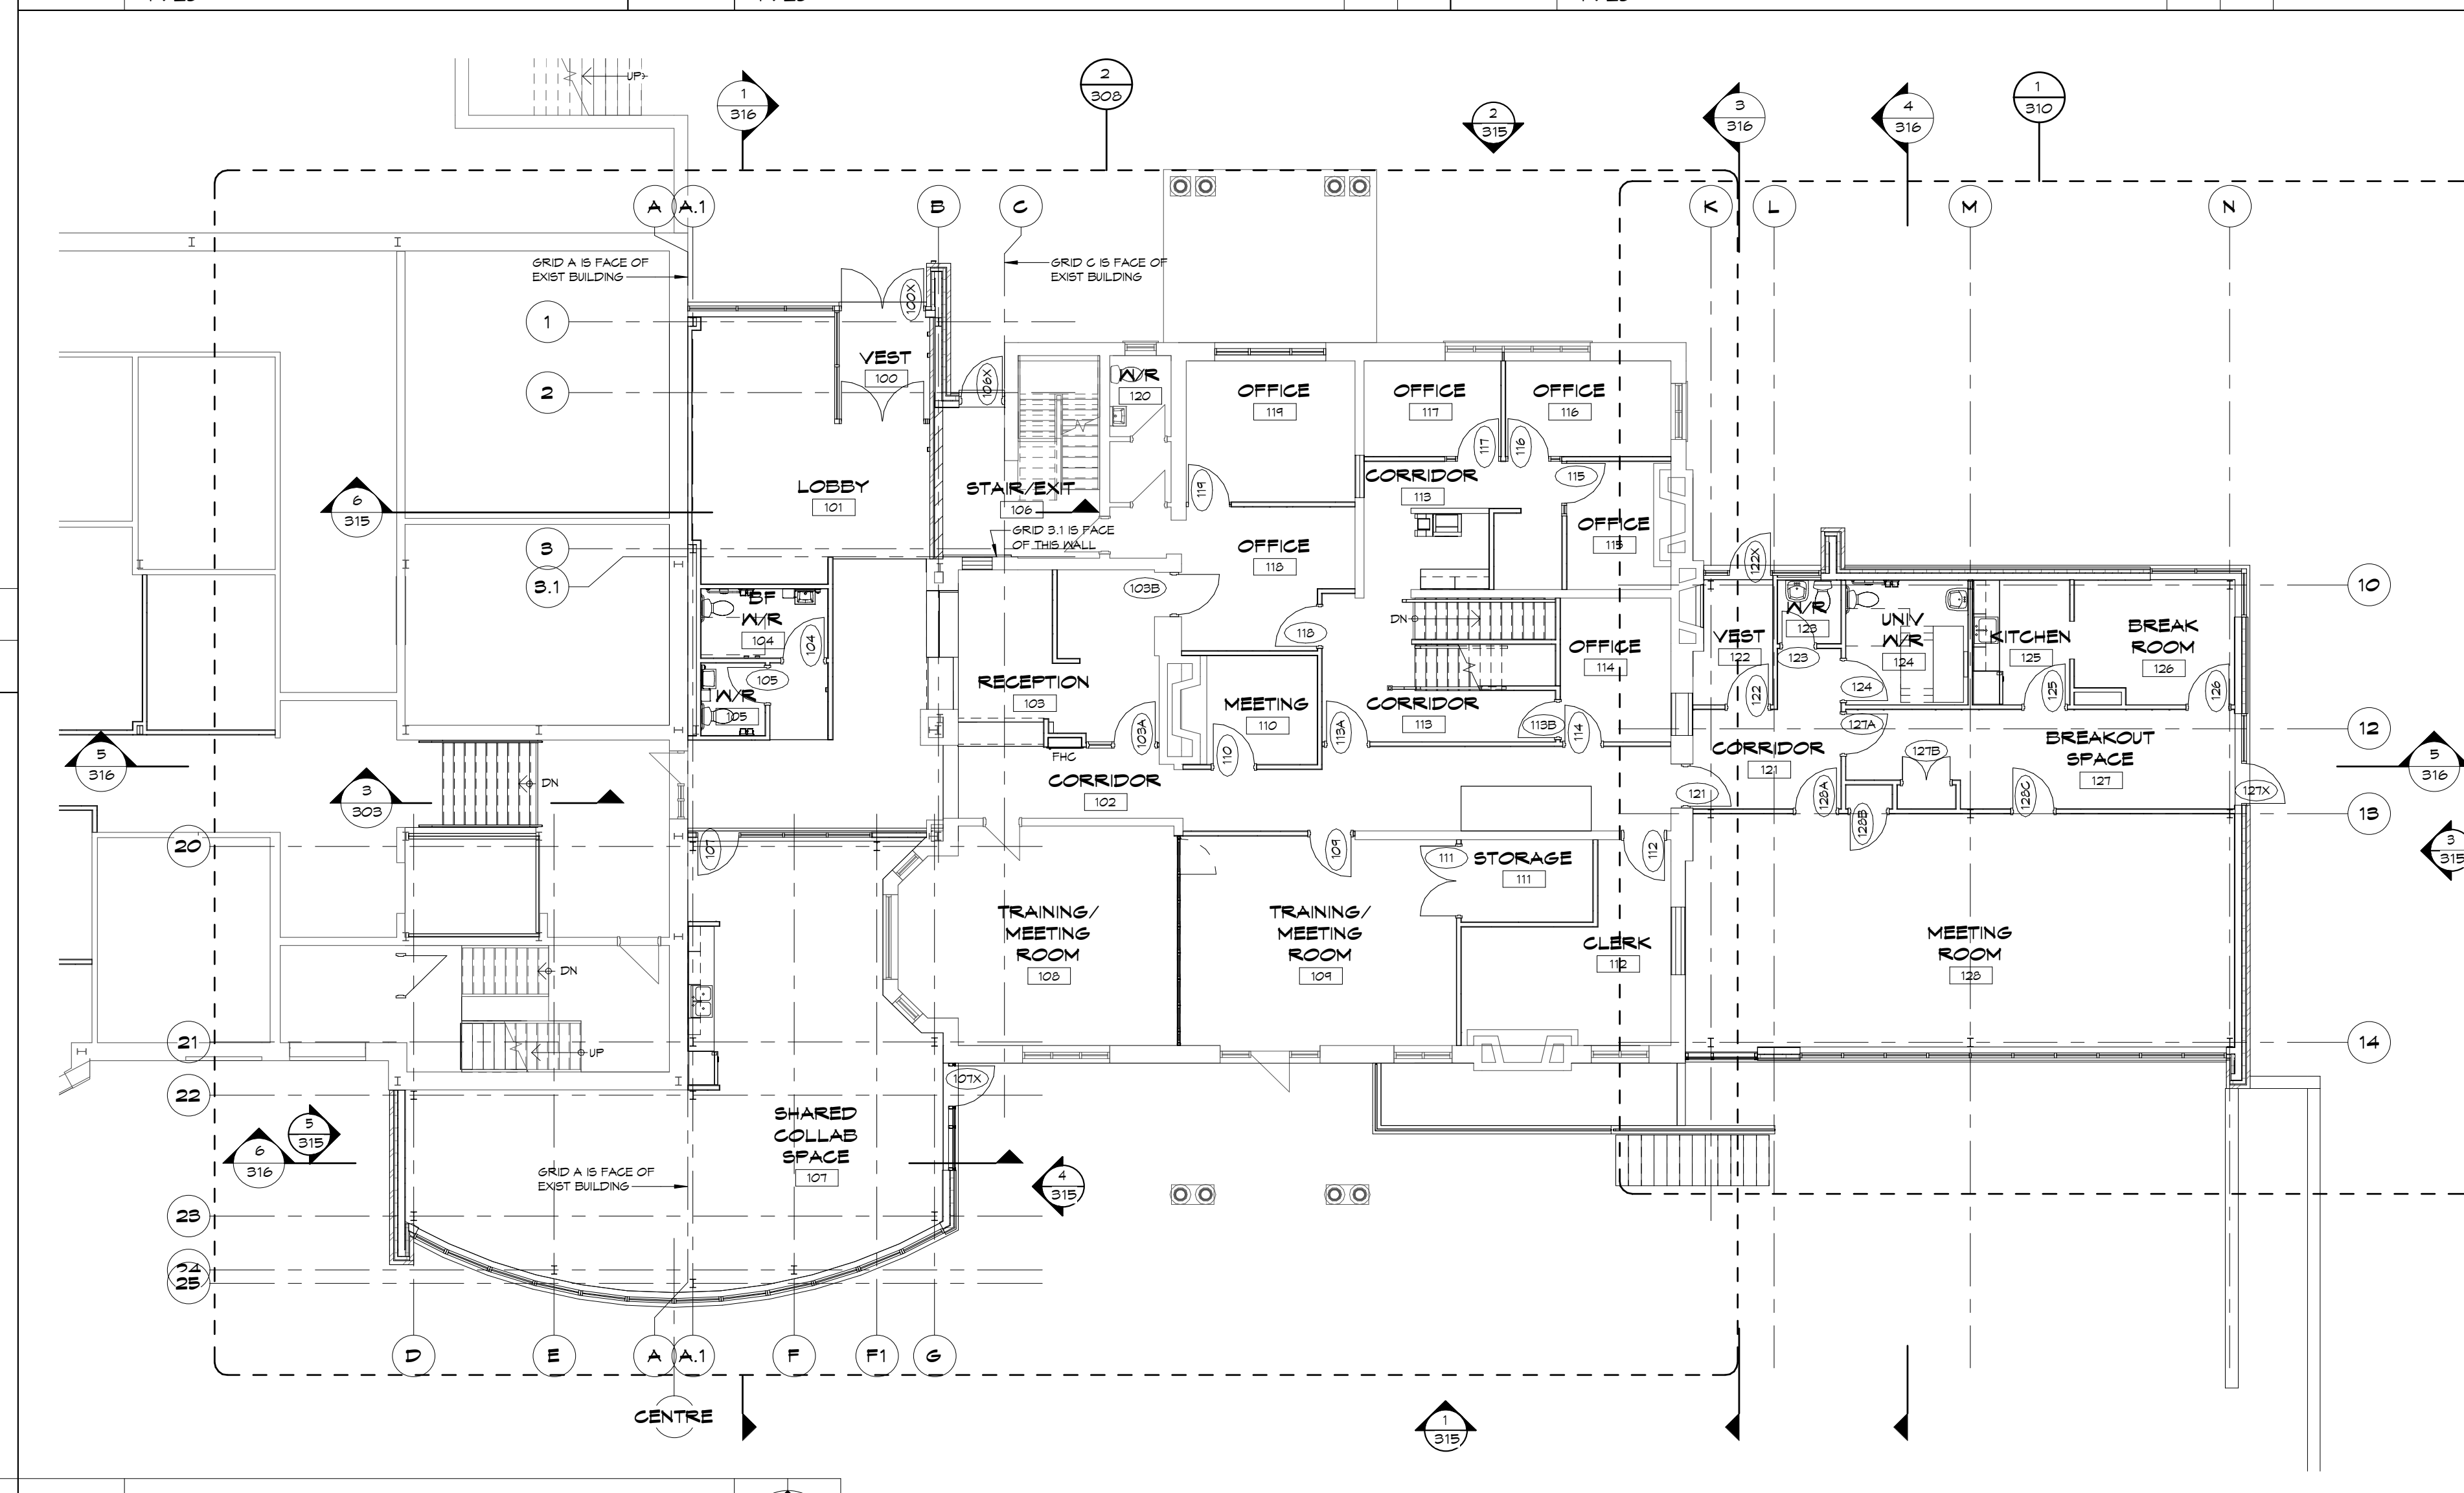 UP
1
316
2
308
2
315
3
316
4
316
1
310
A
A.1
B
C
K
L
M
N
GRID A IS FACE OF
EXIST BUILDING
GRID C IS FACE OF
EXIST BUILDING
100X
1
VEST
100
2
106X
W/R
120
OFFICE
119
OFFICE
117
OFFICE
116
117
116
LOBBY
101
STAIR/EXIT
106
119
CORRIDOR
113
115
6
315
GRID 3.1 IS FACE
OF THIS WALL
OFFICE
115
3
OFFICE
118
122X
3.1
103B
10
BF
W/R
104
104
118
DN
OFFICE
114
VEST
122
W/R
123
123
UNIV
W/R
124
KITCHEN
125
BREAK
ROOM
126
105
W/R
105
RECEPTION
103
MEETING
110
CORRIDOR
113
122
124
125
126
103A
110
113A
113B
114
127A
12
FHC
CORRIDOR
121
127B
BREAKOUT
SPACE
127
5
316
5
316
DN
3
303
CORRIDOR
102
121
128A
128B
128C
127X
13
20
107
109
111
STORAGE
111
112
3
315
TRAINING/
MEETING
ROOM
108
TRAINING/
MEETING
ROOM
109
CLERK
112
MEETING
ROOM
128
DN
21
UP
14
22
107X
5
315
6
316
SHARED
COLLAB
SPACE
107
GRID A IS FACE OF
EXIST BUILDING
4
315
23
24
25
D
E
A
A.1
F
F1
G
CENTRE
1
315